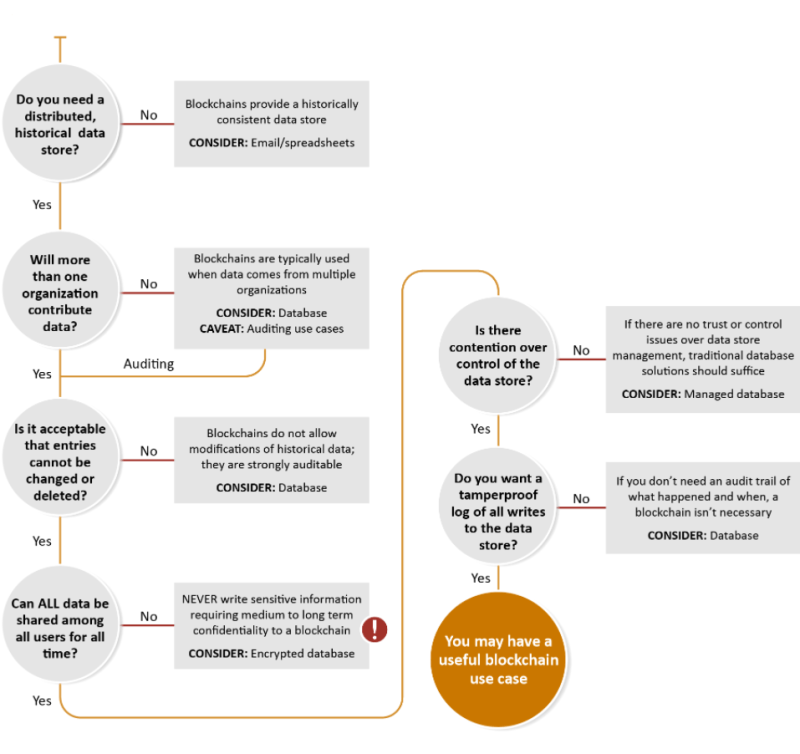 Do you need a
distributed,
historical data
store?
No
Blockchains provide a historically
consistent data store
CONSIDER: Email/spreadsheets
Yes
Will more
than one
organization
contribute
data?
No
Blockchains are typically used
when data comes from multiple
organizations
CONSIDER: Database
CAVEAT: Auditing use cases
Auditing
Yes
Is it acceptable
that entries
cannot be
changed or
deleted?
No
Blockchains do not allow
modifications of historical data;
they are strongly auditable
CONSIDER: Database
Yes
Can ALL data be
shared among
all users for all
time?
No
NEVER write sensitive information
requiring medium to long term
confidentiality to a blockchain
CONSIDER: Encrypted database
!
Yes
Is there
contention over
control of the
data store?
No
If there are no trust or control
issues over data store
management, traditional database
solutions should suffice
CONSIDER: Managed database
Yes
Do you want a
tamperproof
log of all writes
to the data
store?
No
If you don't need an audit trail of
what happened and when, a
blockchain isn't necessary
CONSIDER: Database
Yes
You may have a
useful blockchain
use case